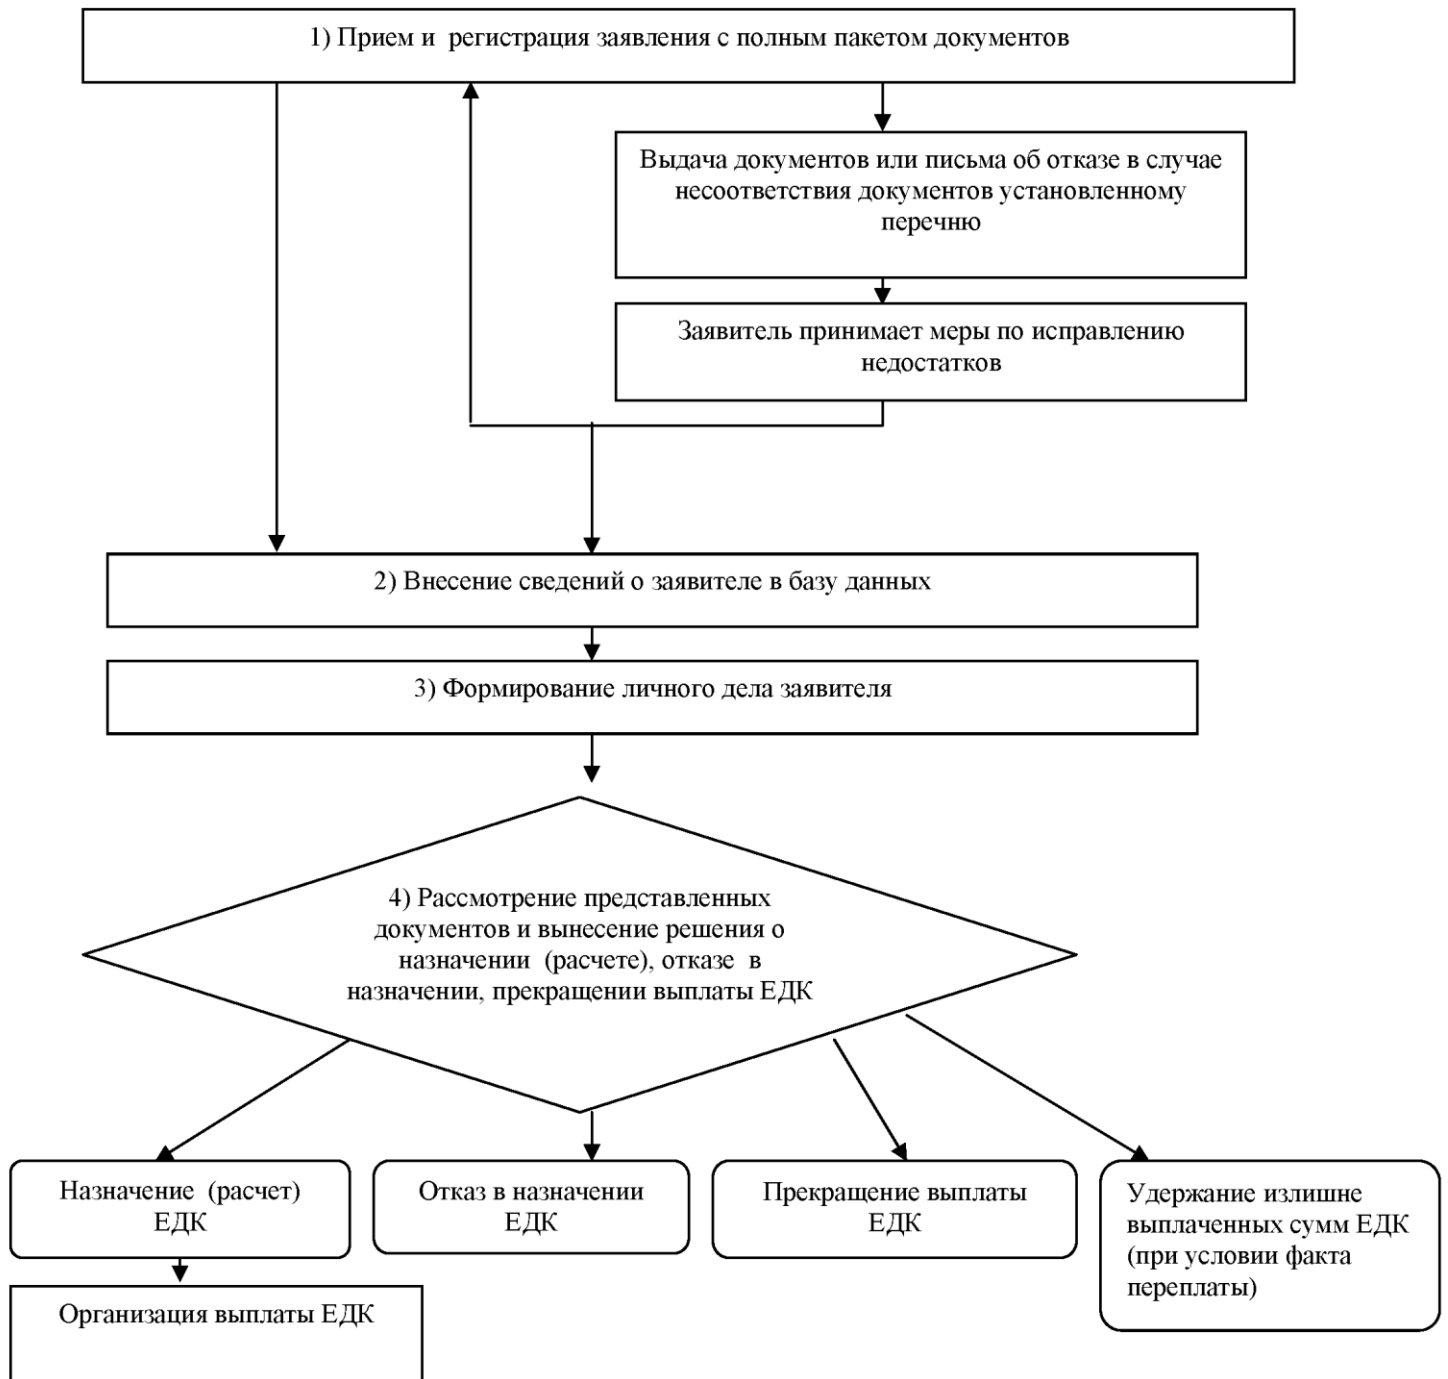 1) Прием и регистрация заявления с полным пакетом документов
Выдача документов или письма об отказе в случае
несоответствия документов установленному
перечню
Заявитель принимает меры по исправлению
недостатков
2) Внесение сведений о заявителе в базу данных
3) Формирование личного дела заявителя
4) Рассмотрение представленных
документов и вынесение решения о
назначении (расчете), отказе в
назначении, прекращении выплаты ЕДК
Назначение (расчет)
ЕДК
Отказ в назначении
ЕДК
Прекращение выплаты
ЕДК
Удержание излишне
выплаченных сумм ЕДК
(при условии факта
переплаты)
Организация выплаты ЕДК